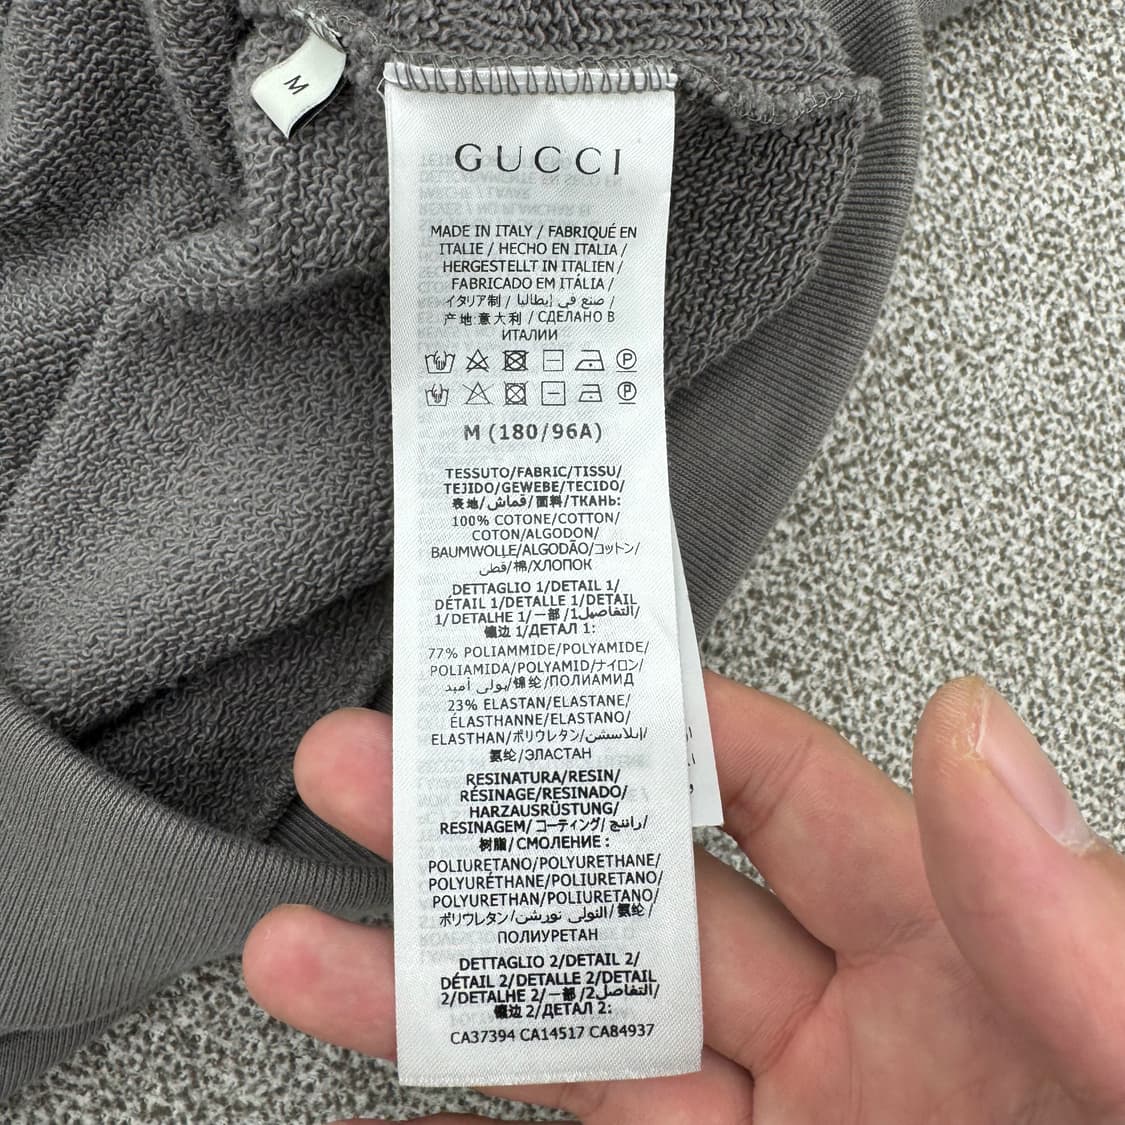 M
GUCCI
MADE IN ITALY / FABRIQUÉ EN
ITALIE / HECHO EN ITALIA /
HERGESTELLT IN ITALIEN /
FABRICADO EM ITÁLIA /
イタリア制 / صنع في إيطاليا /
产地:意大利 / СДЕЛАНО В
ИТАЛИИ
M (180/96A)
TESSUTO/FABRIC/TISSU/
TEJIDO/GEWEBE/TECIDO/
表地/قماش/面料/ТКАНЬ:
100% COTONE/COTTON/
COTON/ALGODON/
BAUMWOLLE/ALGODÃO/コットン/
قطن/棉/ХЛОПОК
DETTAGLIO 1/DETAIL 1/
DÉTAIL 1/DETALLE 1/DETAIL
1/DETALHE 1/一部/التفاصيل1/
镶边 1/ДЕТАЛ 1:
77% POLIAMMIDE/POLYAMIDE/
POLIAMIDA/POLYAMID/ナイロン/
بولي أميد/锦纶/ПОЛИАМИД
23% ELASTAN/ELASTANE/
ÉLASTHANNE/ELASTANO/
ELASTHAN/ポリウレタン/إيلاستين/
氨纶/ЭЛАСТАН
RESINATURA/RESIN/
RÉSINAGE/RESINADO/
HARZAUSRÜSTUNG/
RESINAGEM/コーティング/راتنج/
树脂/СМОЛЕНИЕ :
POLIURETANO/POLYURETHANE/
POLYURÉTHANE/POLIURETANO/
POLYURETHAN/POLIURETANO/
ポリウレタン/البولي يورثين/氨纶/
ПОЛИУРЕТАН
DETTAGLIO 2/DETAIL 2/
DÉTAIL 2/DETALLE 2/DETAIL
2/DETALHE 2/一部/التفاصيل2/
镶边 2/ДЕТАЛ 2:
CA37394 CA14517 CA84937